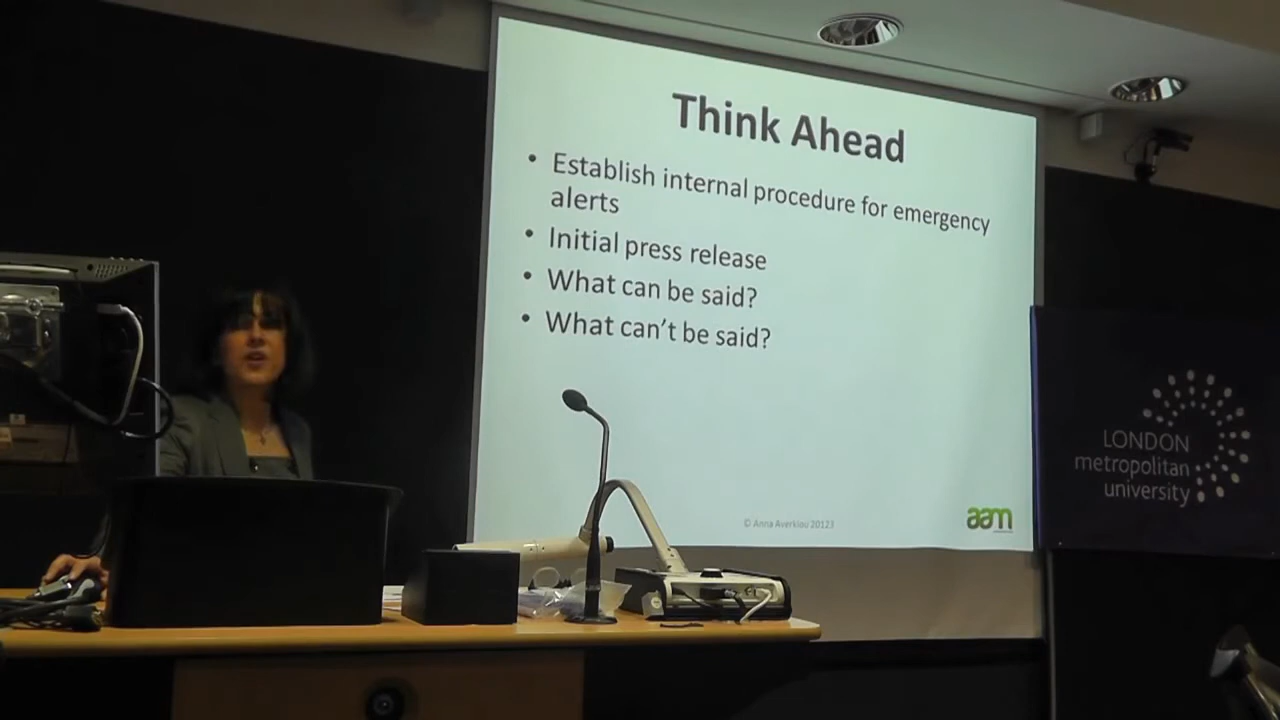 Think Ahead
• Establish internal procedure for emergency
alerts
• Initial press release
• What can be said?
• What can't be said?
© Anna Averkiou 20123
aam
LONDON
metropolitan
university